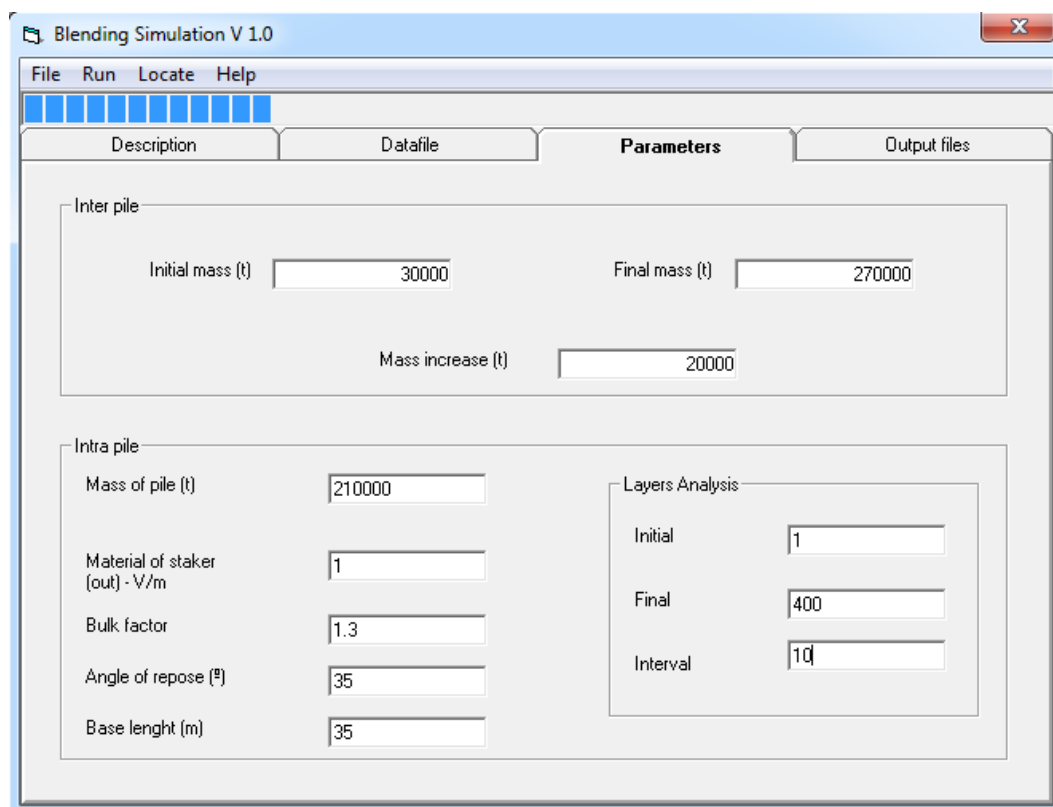 Blending Simulation V 1.0
File Run Locate Help
Description Datafile Parameters Output files
Inter pile
Initial mass (t) 30000 Final mass (t) 270000
Mass increase (t) 20000
Intra pile
Mass of pile (t) 210000
Material of staker
(out) - V/m 1
Bulk factor 1.3
Angle of repose (º) 35
Base lenght (m) 35
Layers Analysis
Initial 1
Final 400
Interval 10